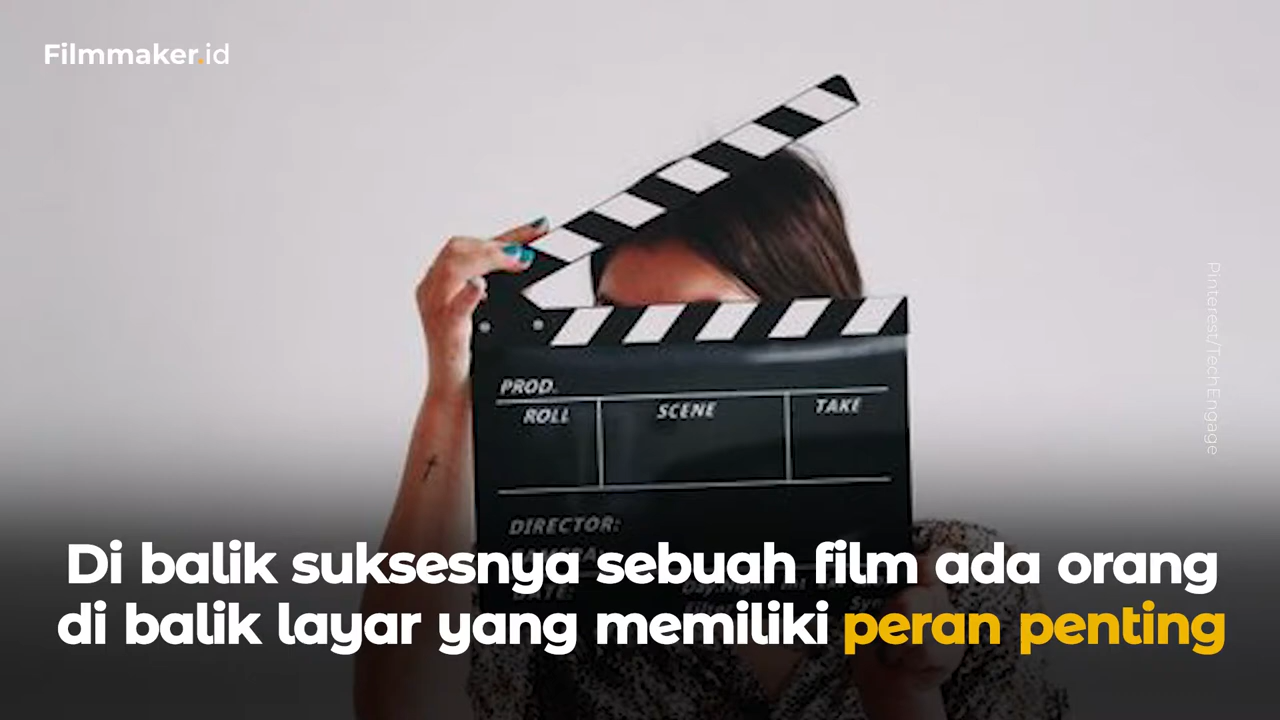 Filmmaker.id
Pinterest/TechEngage
PROD.
ROLL SCENE TAKE
DIRECTOR:
DATE:
Di balik suksesnya sebuah film ada orang
di balik layar yang memiliki peran penting